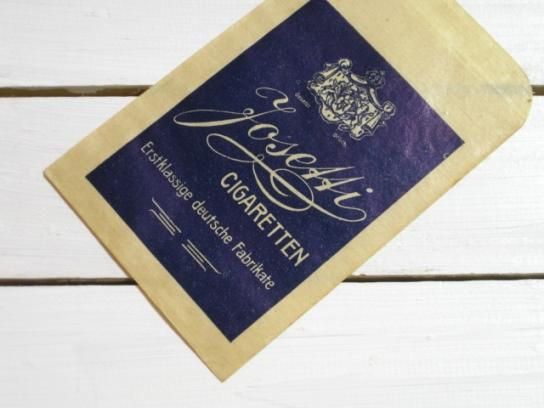 Josetti
CIGARETTEN
Erstklassige deutsche Fabrikate